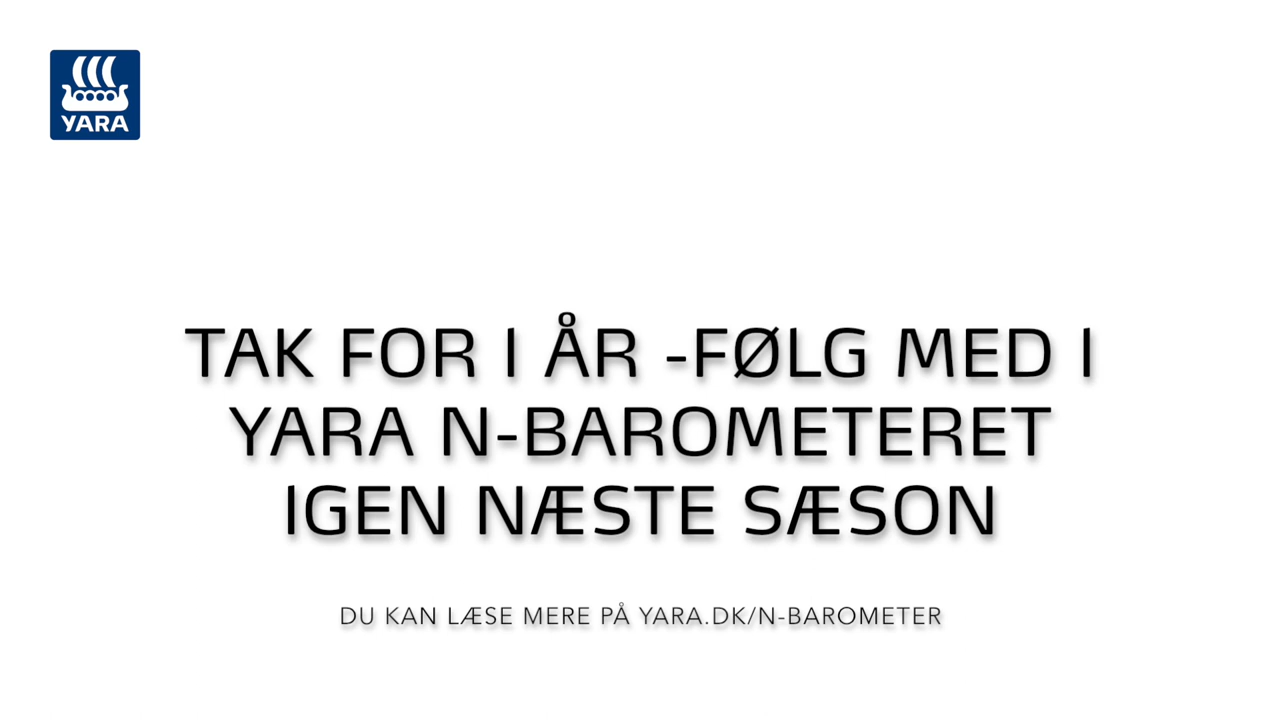 YARA
TAK FOR I ÅR -FØLG MED I
YARA N-BAROMETERET
IGEN NÆSTE SÆSON
DU KAN LÆSE MERE PÅ YARA.DK/N-BAROMETER